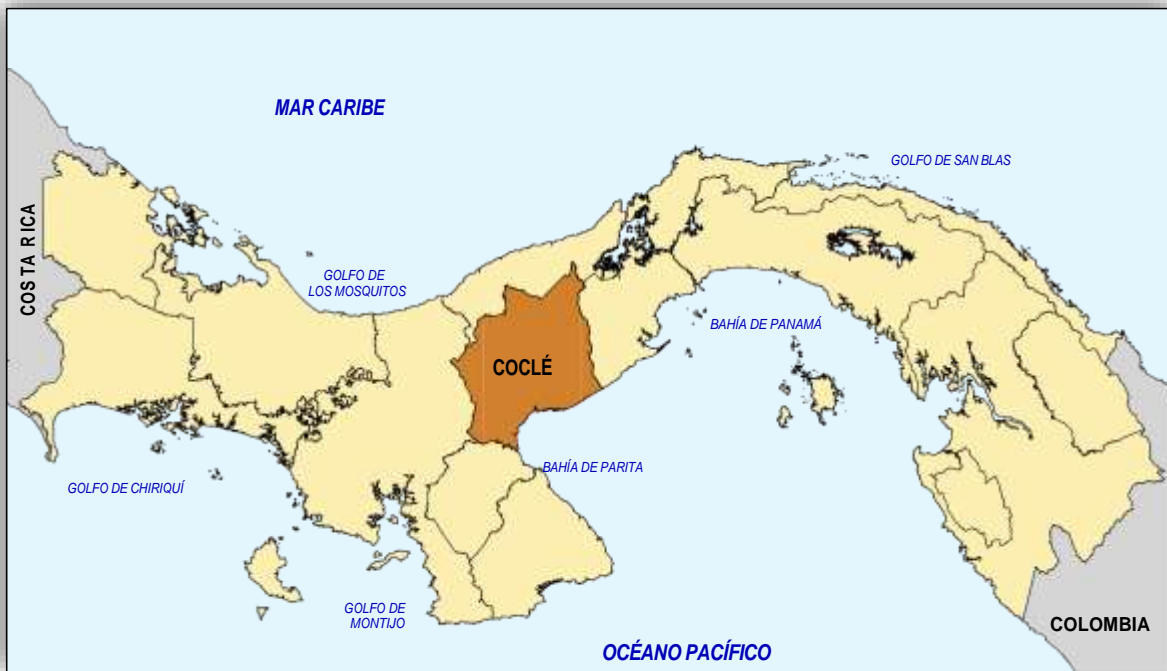 MAR CARIBE
GOLFO DE SAN BLAS
COSTA RICA
GOLFO DE
LOS MOSQUITOS
BAHÍA DE PANAMÁ
COCLÉ
BAHÍA DE PARITA
GOLFO DE CHIRIQUÍ
GOLFO DE
MONTIJO
COLOMBIA
OCÉANO PACÍFICO